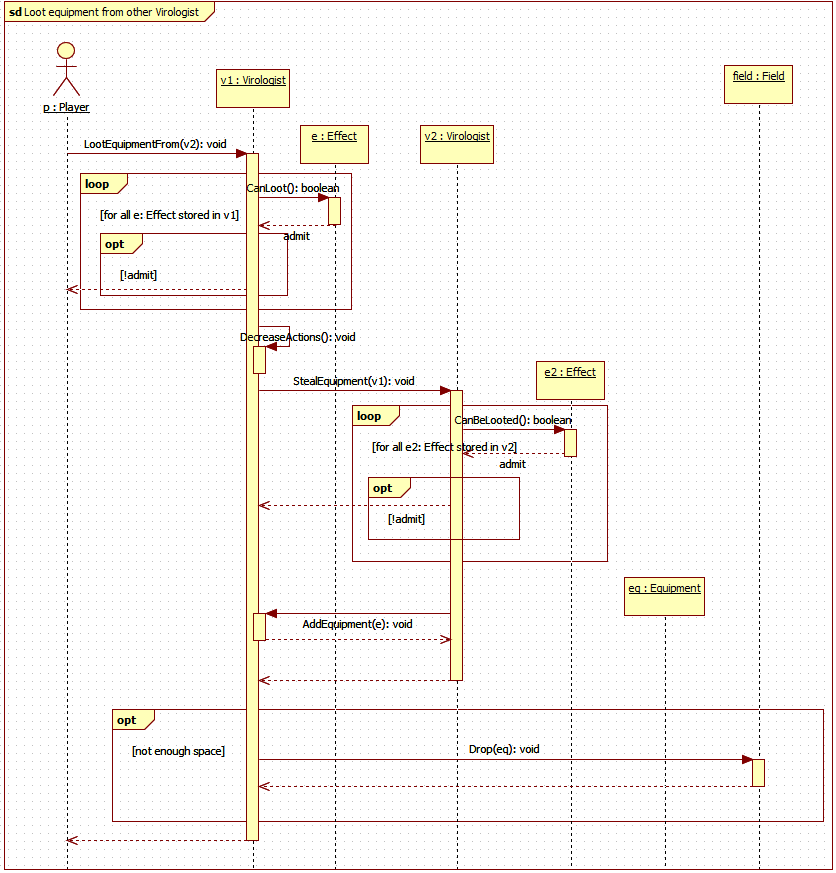 sd Loot equipment from other Virologist
p : Player
v1 : Virologist
field : Field
e : Effect
v2 : Virologist
LootEquipmentFrom(v2): void
loop
CanLoot(): boolean
[for all e: Effect stored in v1]
admit
opt
[!admit]
DecreaseActions(): void
StealEquipment(v1): void
e2 : Effect
loop
CanBeLooted(): boolean
[for all e2: Effect stored in v2]
admit
opt
[!admit]
eq : Equipment
AddEquipment(e): void
opt
[not enough space]
Drop(eq): void